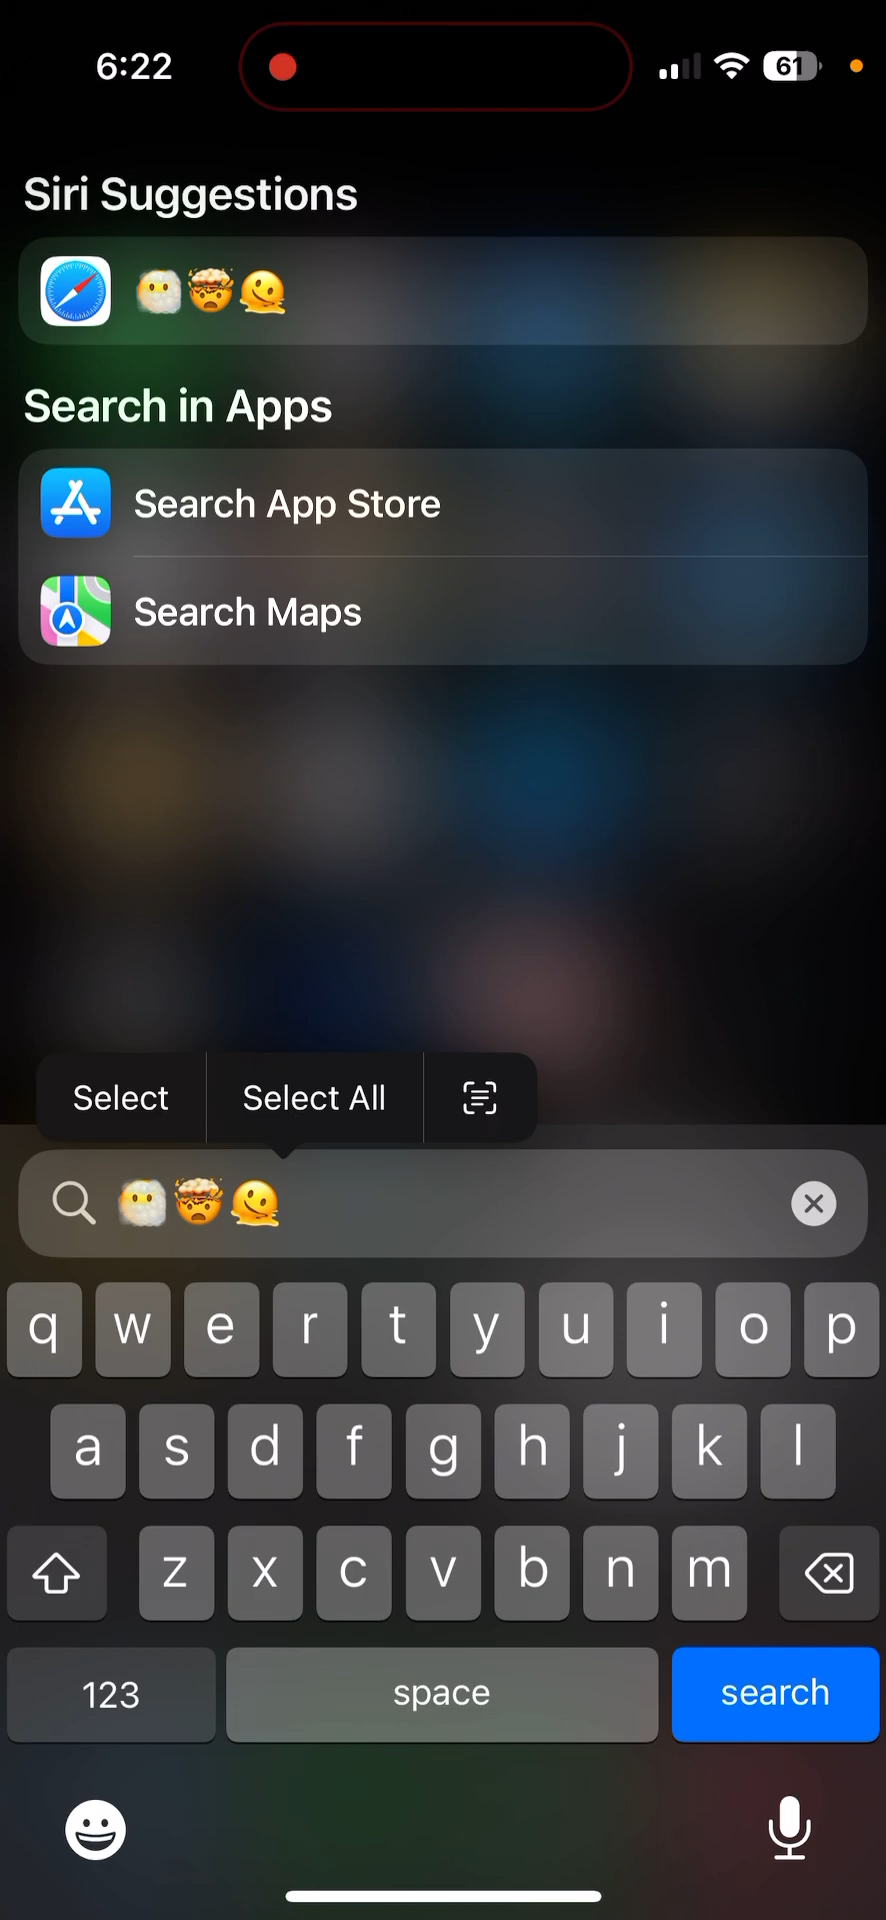 6:22
61
Siri Suggestions
😶‍🌫️🤯🫠
Search in Apps
Search App Store
Search Maps
Select Select All
😶‍🌫️🤯🫠
q w e r t y u i o p
a s d f g h j k l
z x c v b n m
123 space search